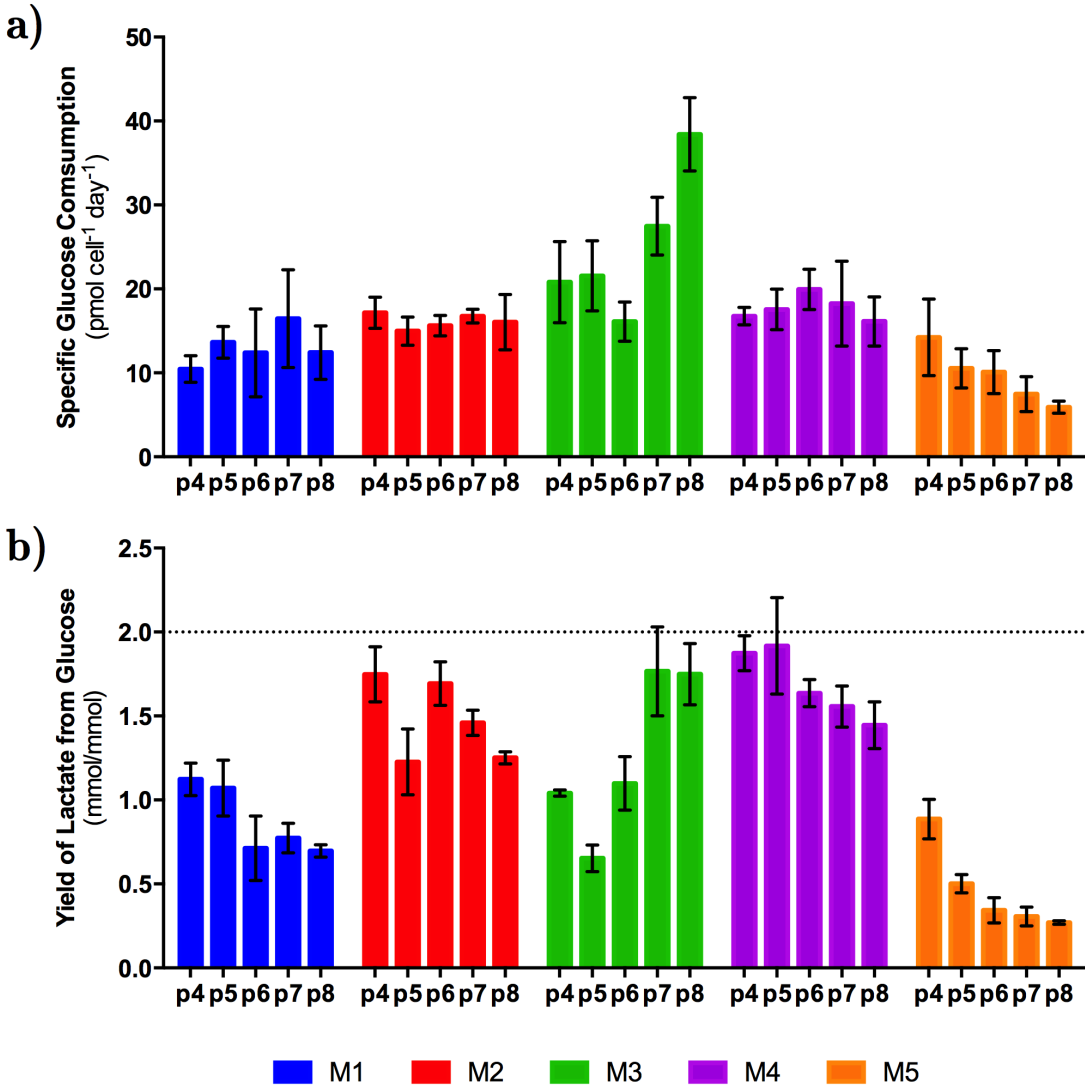 a)
Specific Glucose Comsumption
(pmol cell⁻¹ day⁻¹)
50
40
30
20
10
0
p4 p5 p6 p7 p8 p4 p5 p6 p7 p8 p4 p5 p6 p7 p8 p4 p5 p6 p7 p8 p4 p5 p6 p7 p8
b)
Yield of Lactate from Glucose
(mmol/mmol)
2.5
2.0
1.5
1.0
0.5
0.0
p4 p5 p6 p7 p8 p4 p5 p6 p7 p8 p4 p5 p6 p7 p8 p4 p5 p6 p7 p8 p4 p5 p6 p7 p8
M1 M2 M3 M4 M5